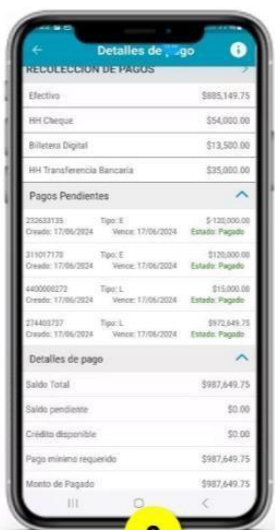 Detalles de pago
RECOLECCIÓN DE PAGOS
Efectivo $885,149.75
HH Cheque $54,000.00
Billetera Digital $13,500.00
HH Transferencia Bancaria $35,000.00
Pagos Pendientes
232633135 Tipo: E $-120,000.00
Creado: 17/06/2024 Vence: 17/06/2024 Estado: Pagado
311017178 Tipo: E $120,000.00
Creado: 17/06/2024 Vence: 17/06/2024 Estado: Pagado
4400000272 Tipo: L $15,000.00
Creado: 17/06/2024 Vence: 17/06/2024 Estado: Pagado
274403737 Tipo: L $972,649.75
Creado: 17/06/2024 Vence: 17/06/2024 Estado: Pagado
Detalles de pago
Saldo Total $987,649.75
Saldo pendiente $0.00
Crédito disponible $0.00
Pago mínimo requerido $987,649.75
Monto de Pagado $987,649.75